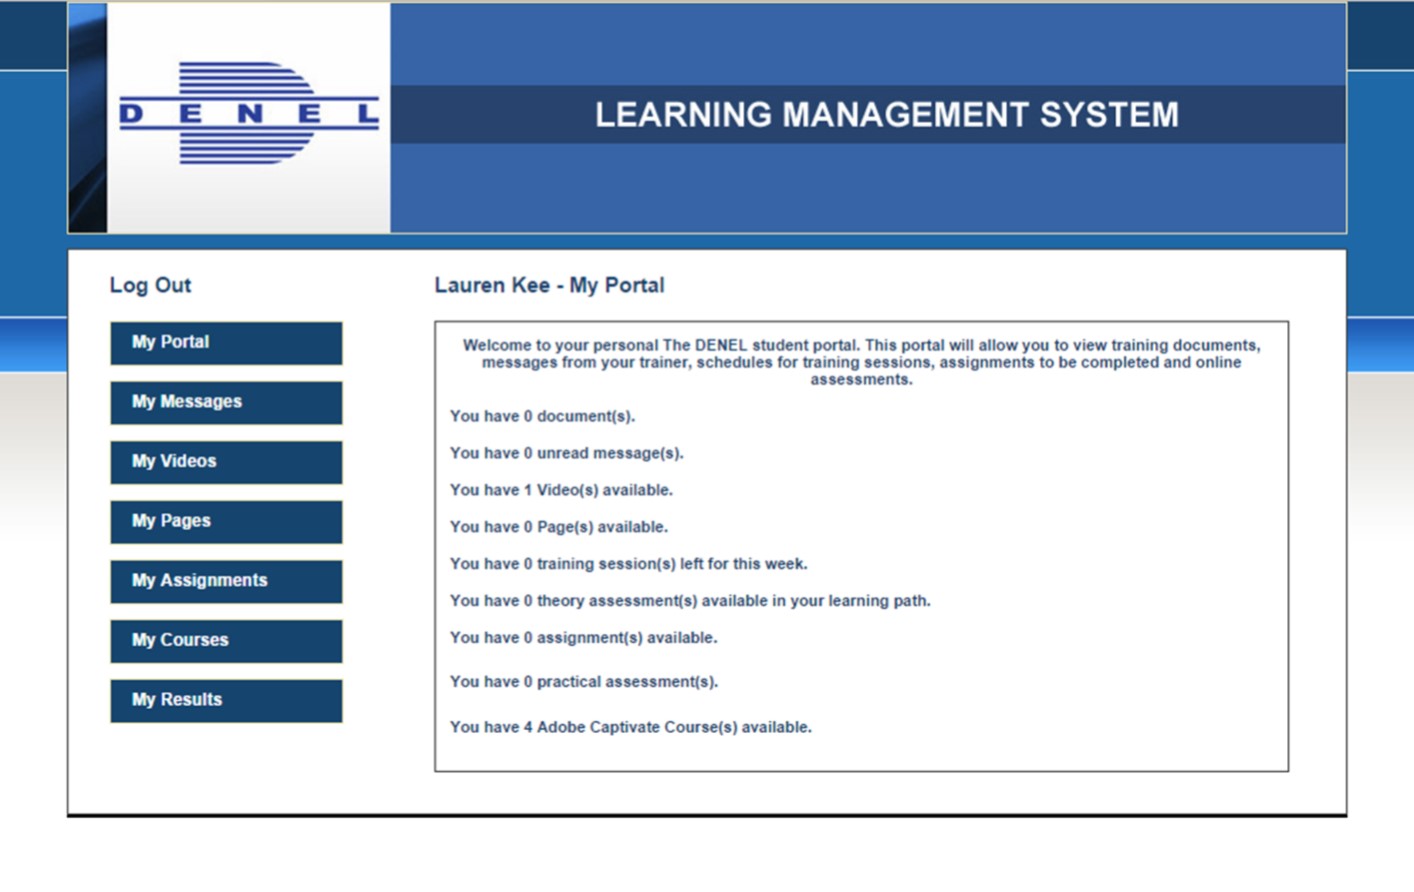 DENEL
LEARNING MANAGEMENT SYSTEM
Log Out
My Portal
My Messages
My Videos
My Pages
My Assignments
My Courses
My Results
Lauren Kee - My Portal
Welcome to your personal The DENEL student portal. This portal will allow you to view training documents,
messages from your trainer, schedules for training sessions, assignments to be completed and online
assessments.
You have 0 document(s).
You have 0 unread message(s).
You have 1 Video(s) available.
You have 0 Page(s) available.
You have 0 training session(s) left for this week.
You have 0 theory assessment(s) available in your learning path.
You have 0 assignment(s) available.
You have 0 practical assessment(s).
You have 4 Adobe Captivate Course(s) available.